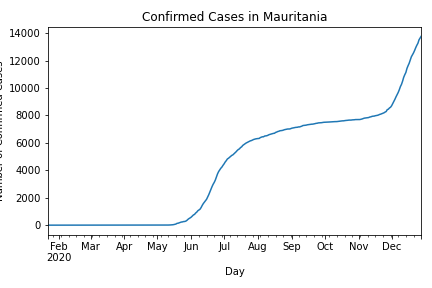 Confirmed Cases in Mauritania
14000
12000
10000
8000
6000
4000
2000
0
Number of Confirmed Cases
Feb Mar Apr May Jun Jul Aug Sep Oct Nov Dec
2020
Day